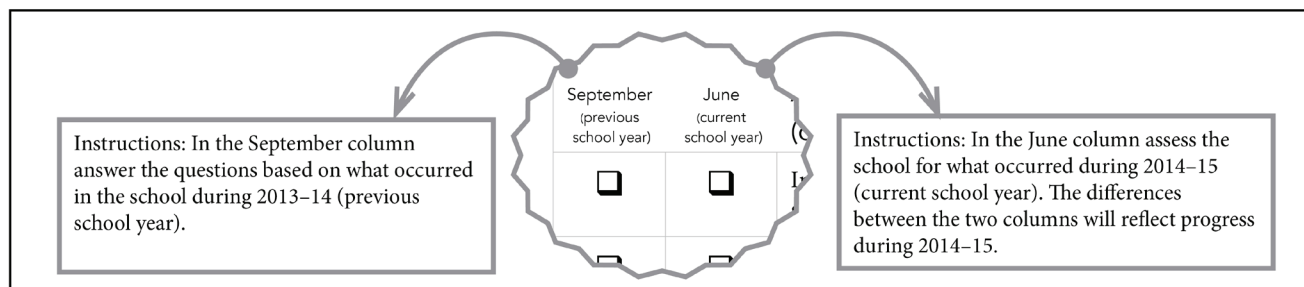 Instructions: In the September column
answer the questions based on what occurred
in the school during 2013–14 (previous
school year).
September
(previous
school year)
June
(current
school year)
Instructions: In the June column assess the
school for what occurred during 2014–15
(current school year). The differences
between the two columns will reflect progress
during 2014–15.